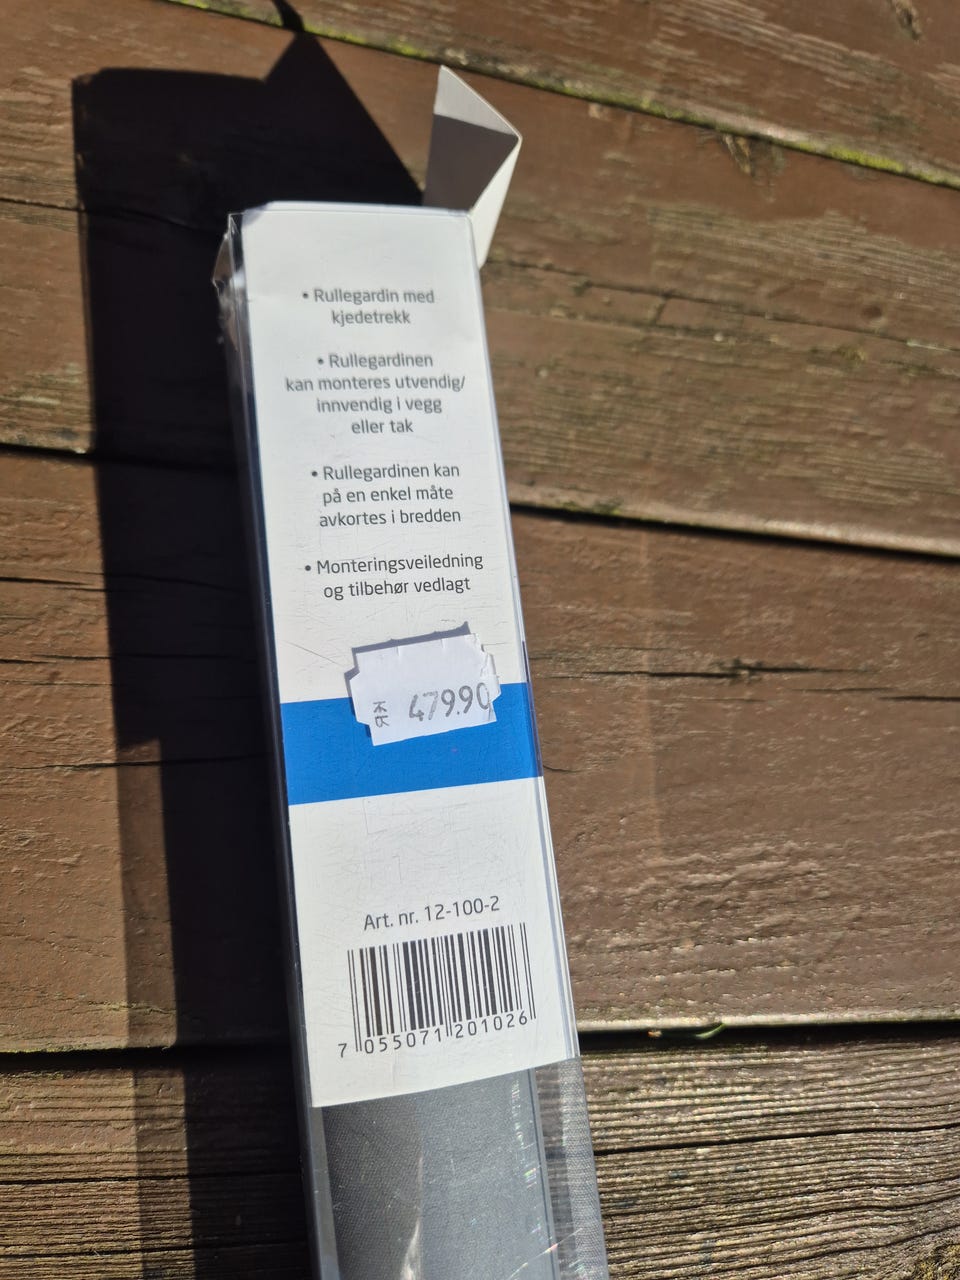 • Rullegardin med
kjedetrekk
• Rullegardinen
kan monteres utvendig/
innvendig i vegg
eller tak
• Rullegardinen kan
på en enkel måte
avkortes i bredden
• Monteringsveiledning
og tilbehør vedlagt
KR 479.90
Art. nr. 12-100-2
7 055071 201026